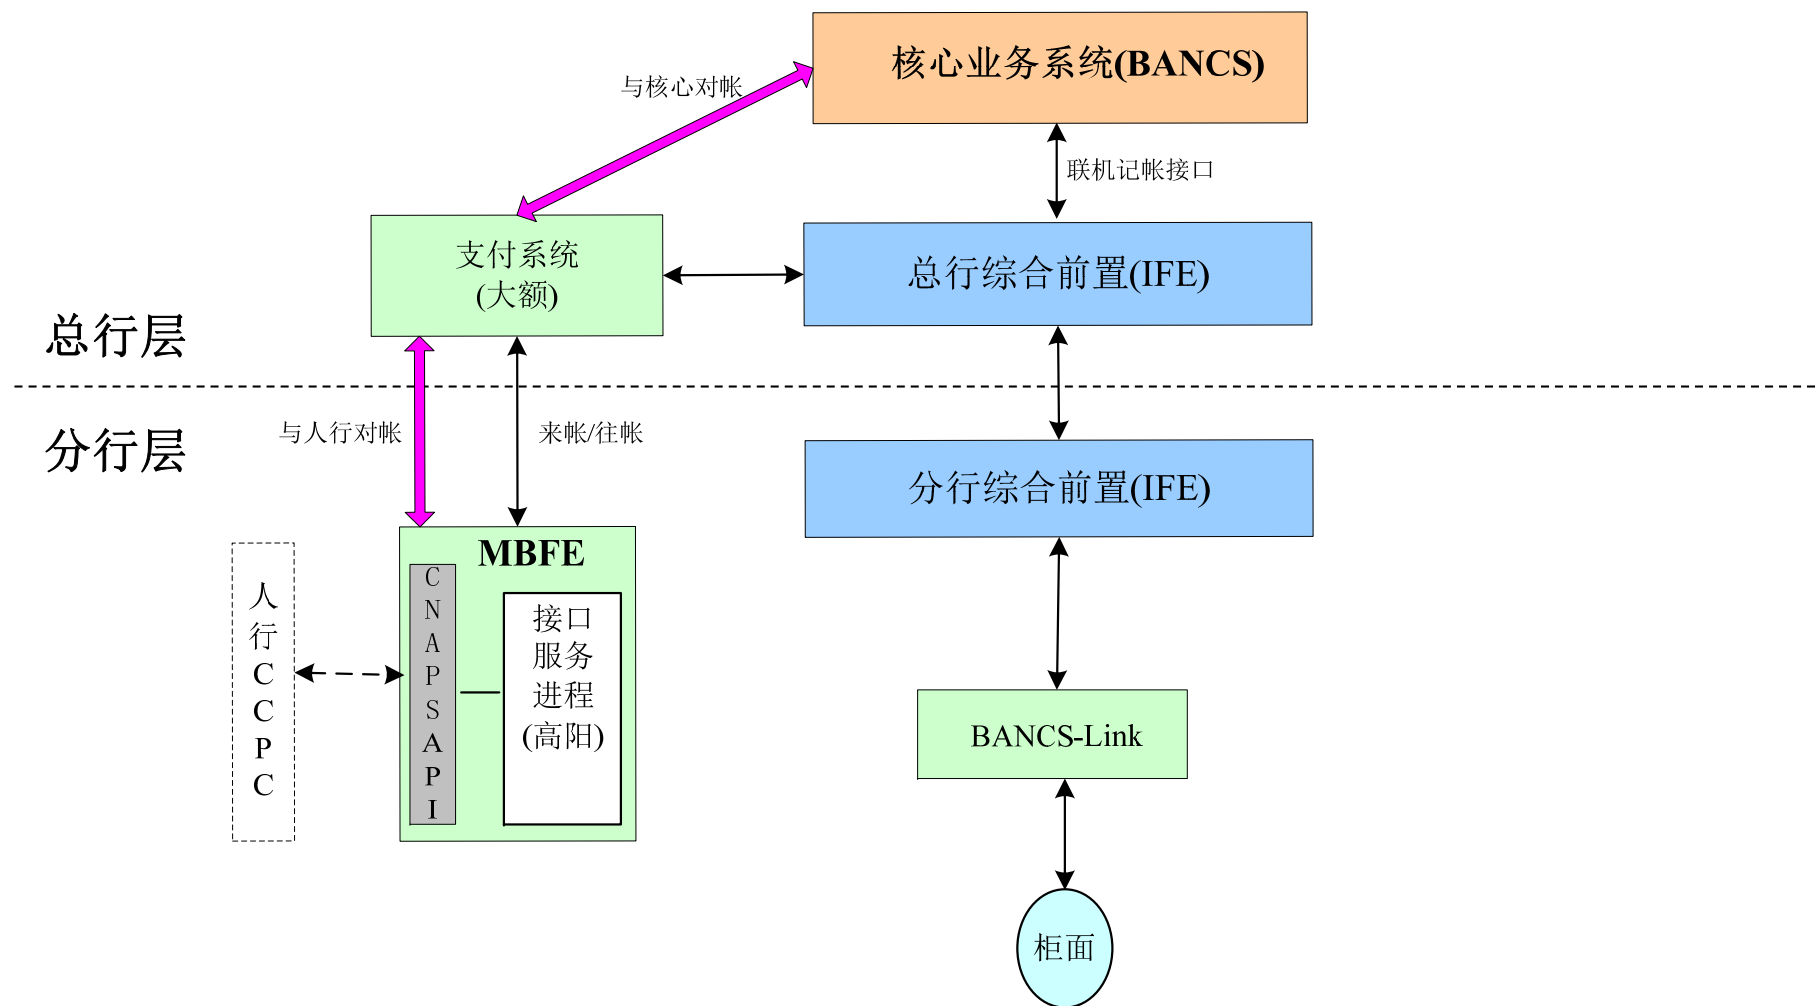 核心业务系统(BANCS)
与核心对帐
联机记帐接口
支付系统
(大额)
总行综合前置(IFE)
总行层
分行层
与人行对帐
来帐/往帐
分行综合前置(IFE)
人
行
C
C
P
C
MBFE
C
N
A
P
S
A
P
I
接口
服务
进程
(高阳)
BANCS-Link
柜面